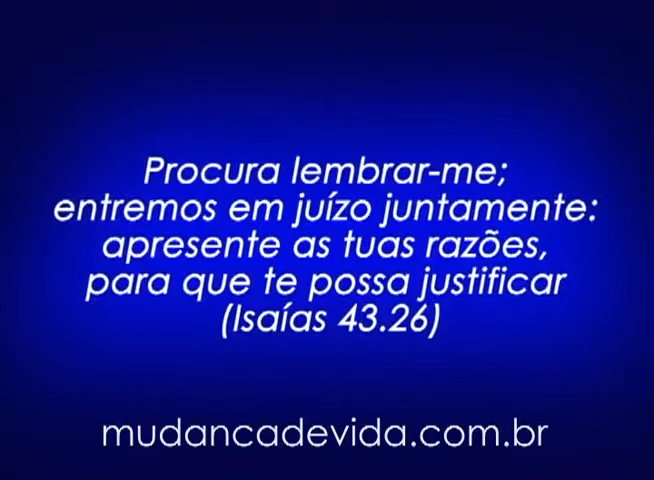 Procura lembrar-me;
entremos em juízo juntamente:
apresente as tuas razões,
para que te possa justificar
(Isaías 43.26)
mudancadevida.com.br